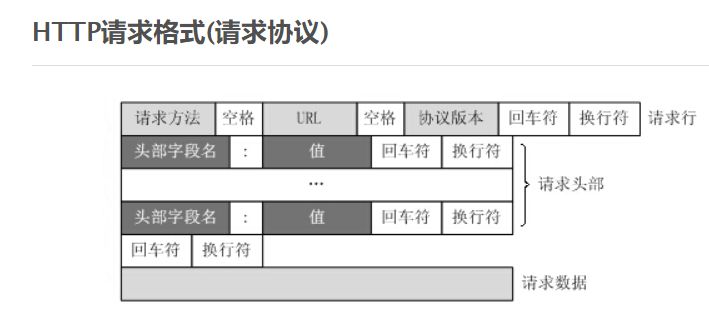 HTTP请求格式(请求协议)
请求方法 空格 URL 空格 协议版本 回车符 换行符 请求行
头部字段名 : 值 回车符 换行符
… 请求头部
头部字段名 : 值 回车符 换行符
回车符 换行符
请求数据